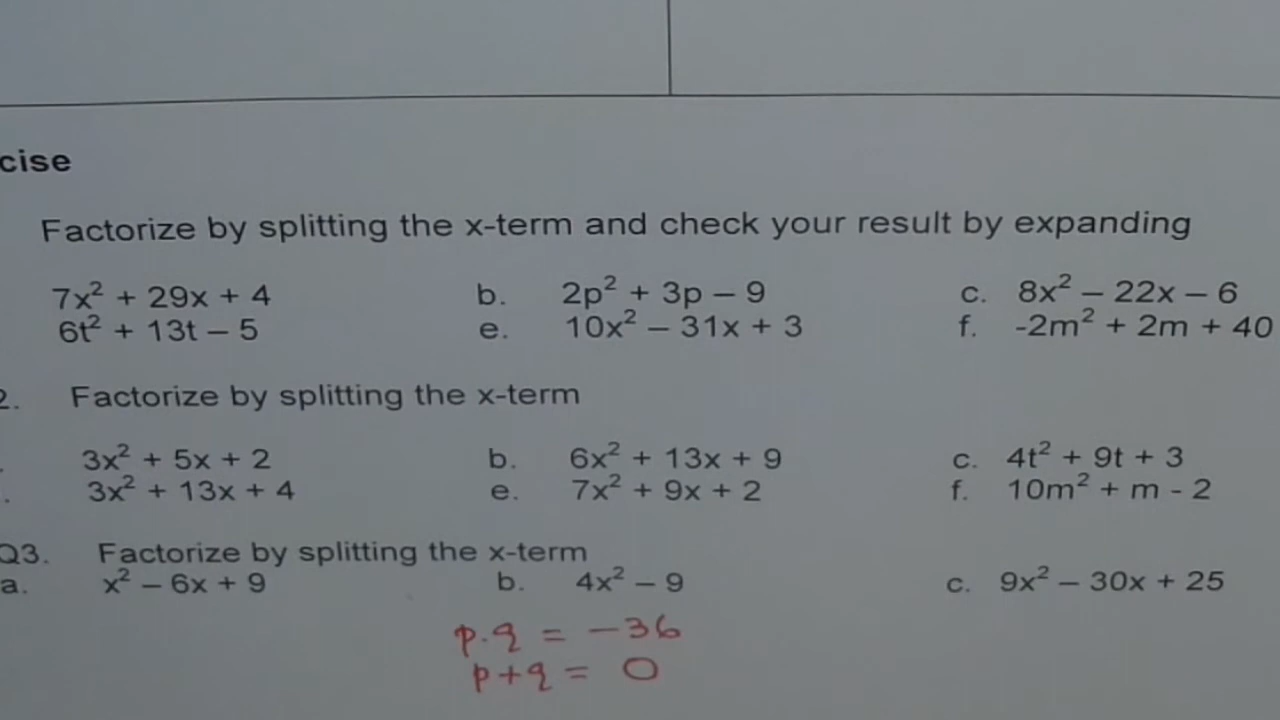 cise
Factorize by splitting the x-term and check your result by expanding
7x² + 29x + 4 b. 2p² + 3p – 9 c. 8x² – 22x – 6
6t² + 13t – 5 e. 10x² – 31x + 3 f. -2m² + 2m + 40
2. Factorize by splitting the x-term
3x² + 5x + 2 b. 6x² + 13x + 9 c. 4t² + 9t + 3
. 3x² + 13x + 4 e. 7x² + 9x + 2 f. 10m² + m - 2
Q3. Factorize by splitting the x-term
a. x² – 6x + 9 b. 4x² – 9 c. 9x² – 30x + 25
p.q = -36
p+q = 0